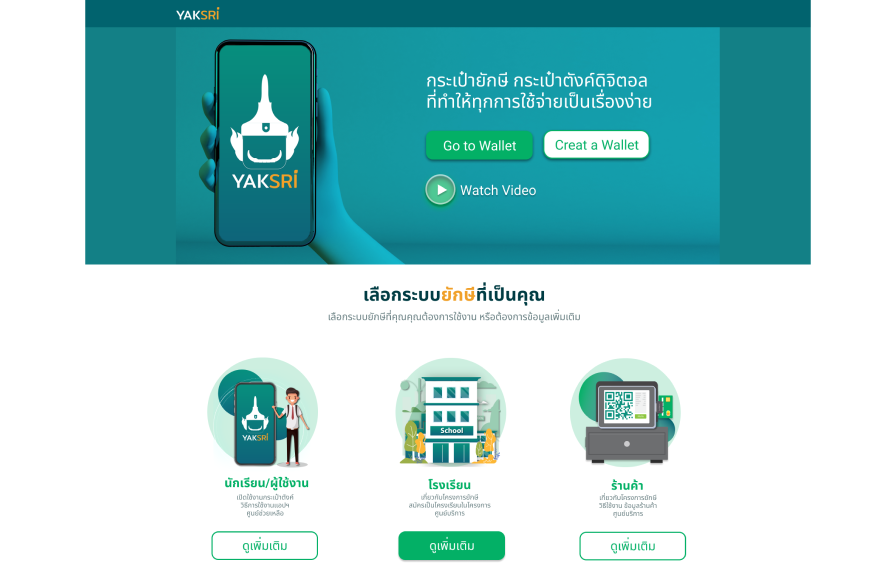 YAKSRI
กระเป๋ายักษี กระเป๋าตังค์ดิจิตอล
ที่ทำให้ทุกการใช้จ่ายเป็นเรื่องง่าย
Go to Wallet
Creat a Wallet
YAKSRI
Watch Video
เลือกระบบยักษีที่เป็นคุณ
เลือกระบบยักษีที่คุณคุณต้องการใช้งาน หรือต้องการข้อมูลเพิ่มเติม
YAKSRI
School
นักเรียน/ผู้ใช้งาน
เปิดใช้งานกระเป๋าตังค์
วิธีการใช้งานแอปฯ
ศูนย์ช่วยเหลือ
ดูเพิ่มเติม
โรงเรียน
เกี่ยวกับโครงการยักษี
สมัครเป็นโรงเรียนในโครงการ
ศูนย์บริการ
ดูเพิ่มเติม
ร้านค้า
เกี่ยวกับโครงการยักษี
วิธีใช้งาน ข้อมูลร้านค้า
ศูนย์บริการ
ดูเพิ่มเติม